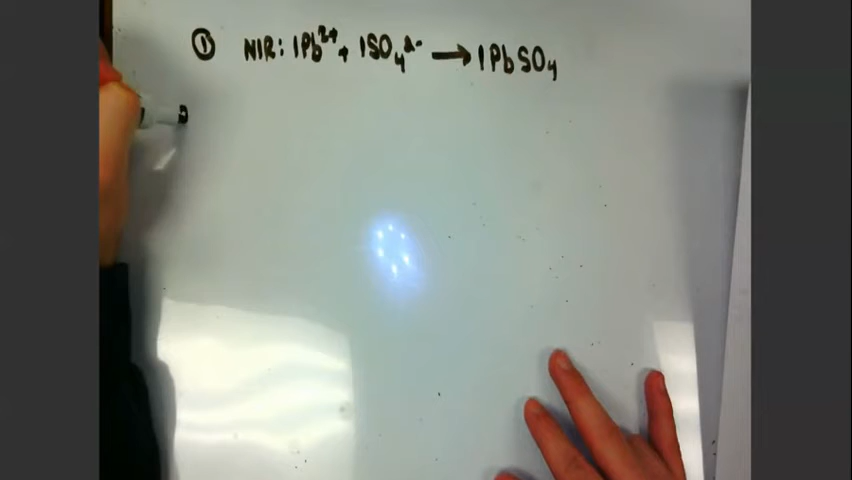 ① NIR: 1Pb²⁺ + 1SO₄²⁻ → 1PbSO₄